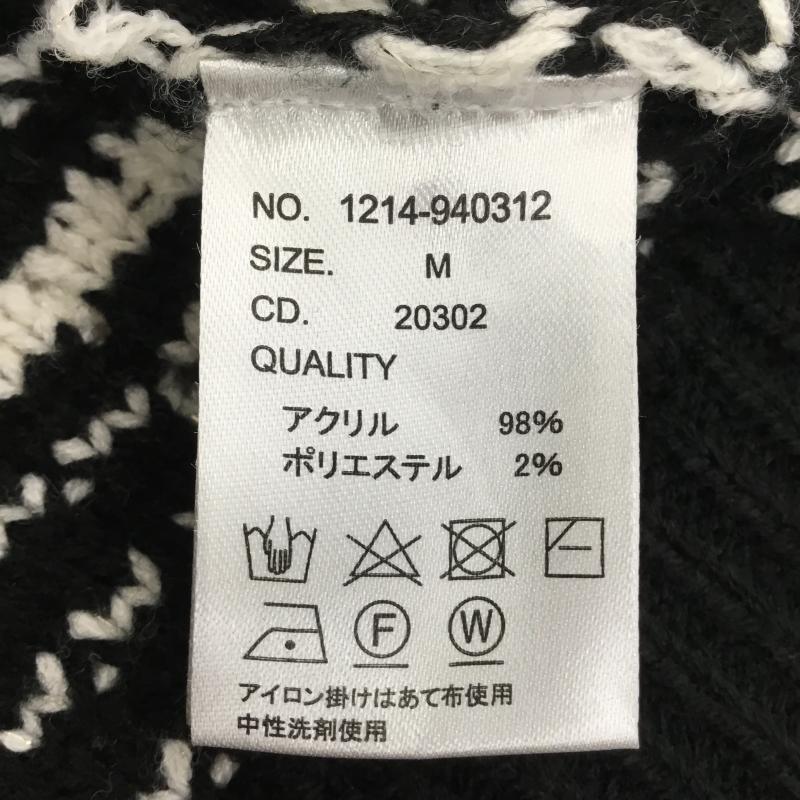 NO. 1214-940312
SIZE. M
CD. 20302
QUALITY
アクリル 98%
ポリエステル 2%
F W
アイロン掛けはあて布使用
中性洗剤使用